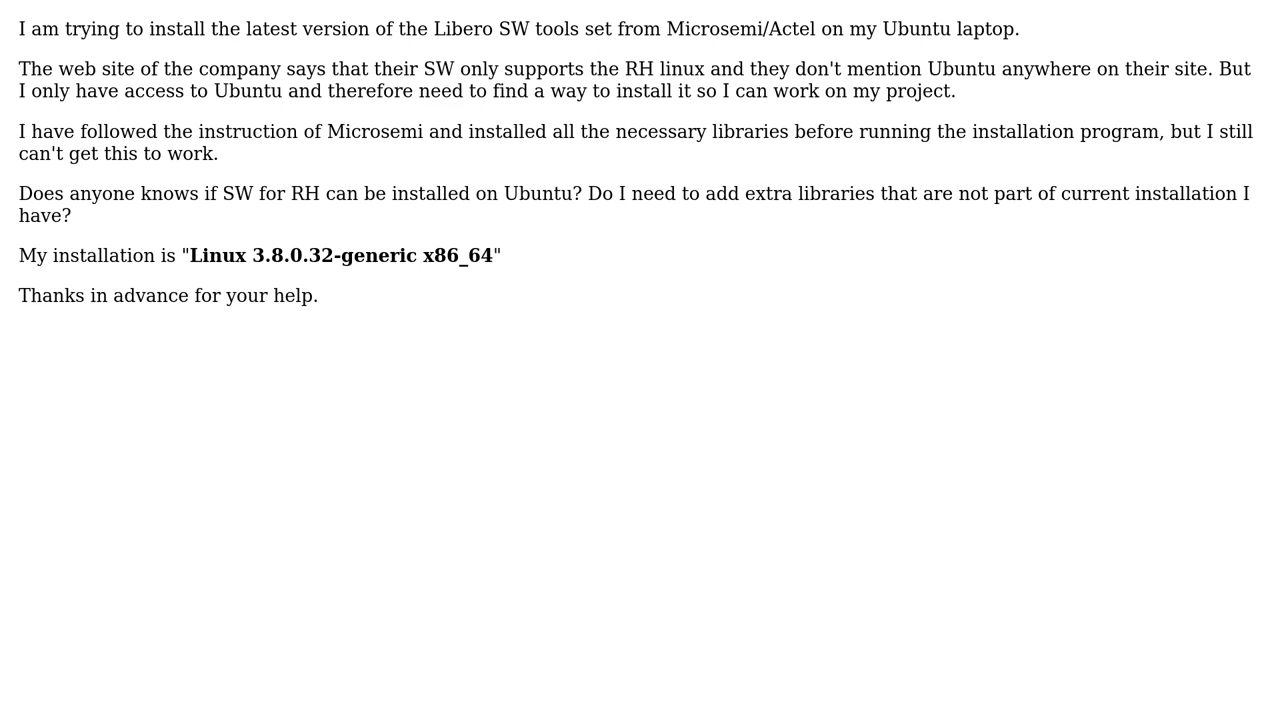 I am trying to install the latest version of the Libero SW tools set from Microsemi/Actel on my Ubuntu laptop.
The web site of the company says that their SW only supports the RH linux and they don't mention Ubuntu anywhere on their site. But
I only have access to Ubuntu and therefore need to find a way to install it so I can work on my project.
I have followed the instruction of Microsemi and installed all the necessary libraries before running the installation program, but I still
can't get this to work.
Does anyone knows if SW for RH can be installed on Ubuntu? Do I need to add extra libraries that are not part of current installation I
have?
My installation is "Linux 3.8.0.32-generic x86_64"
Thanks in advance for your help.